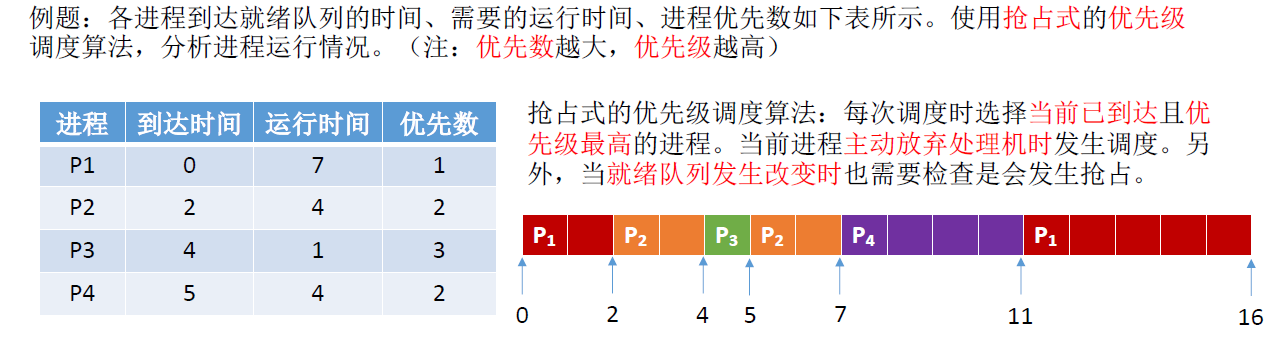 例题：各进程到达就绪队列的时间、需要的运行时间、进程优先数如下表所示。使用抢占式的优先级
调度算法，分析进程运行情况。（注：优先数越大，优先级越高）
进程 到达时间 运行时间 优先数
P1 0 7 1
P2 2 4 2
P3 4 1 3
P4 5 4 2
抢占式的优先级调度算法：每次调度时选择当前已到达且优
先级最高的进程。当前进程主动放弃处理机时发生调度。另
外，当就绪队列发生改变时也需要检查是会发生抢占。
P1 P2 P3 P2 P4 P1
0 2 4 5 7 11 16